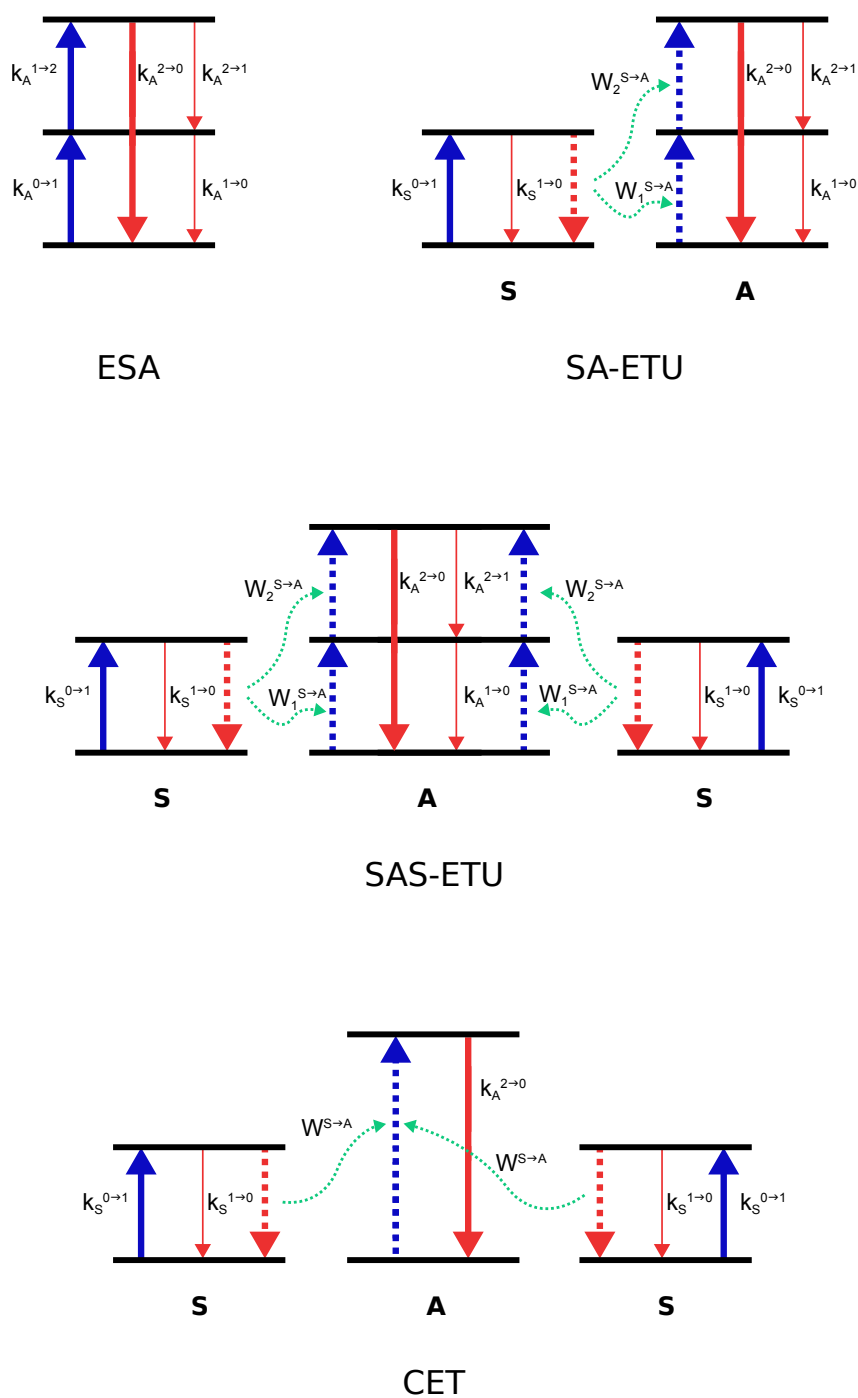 k_A^{1→2} k_A^{2→0} k_A^{2→1}
k_A^{0→1} k_A^{1→0}
ESA
W_2^{S→A} k_A^{2→0} k_A^{2→1}
k_S^{0→1} k_S^{1→0} W_1^{S→A} k_A^{1→0}
S A
SA-ETU
W_2^{S→A} k_A^{2→0} k_A^{2→1} W_2^{S→A}
k_S^{0→1} k_S^{1→0} W_1^{S→A} k_A^{1→0} W_1^{S→A} k_S^{1→0} k_S^{0→1}
S A S
SAS-ETU
k_A^{2→0}
W^{S→A} W^{S→A}
k_S^{0→1} k_S^{1→0} k_S^{1→0} k_S^{0→1}
S A S
CET